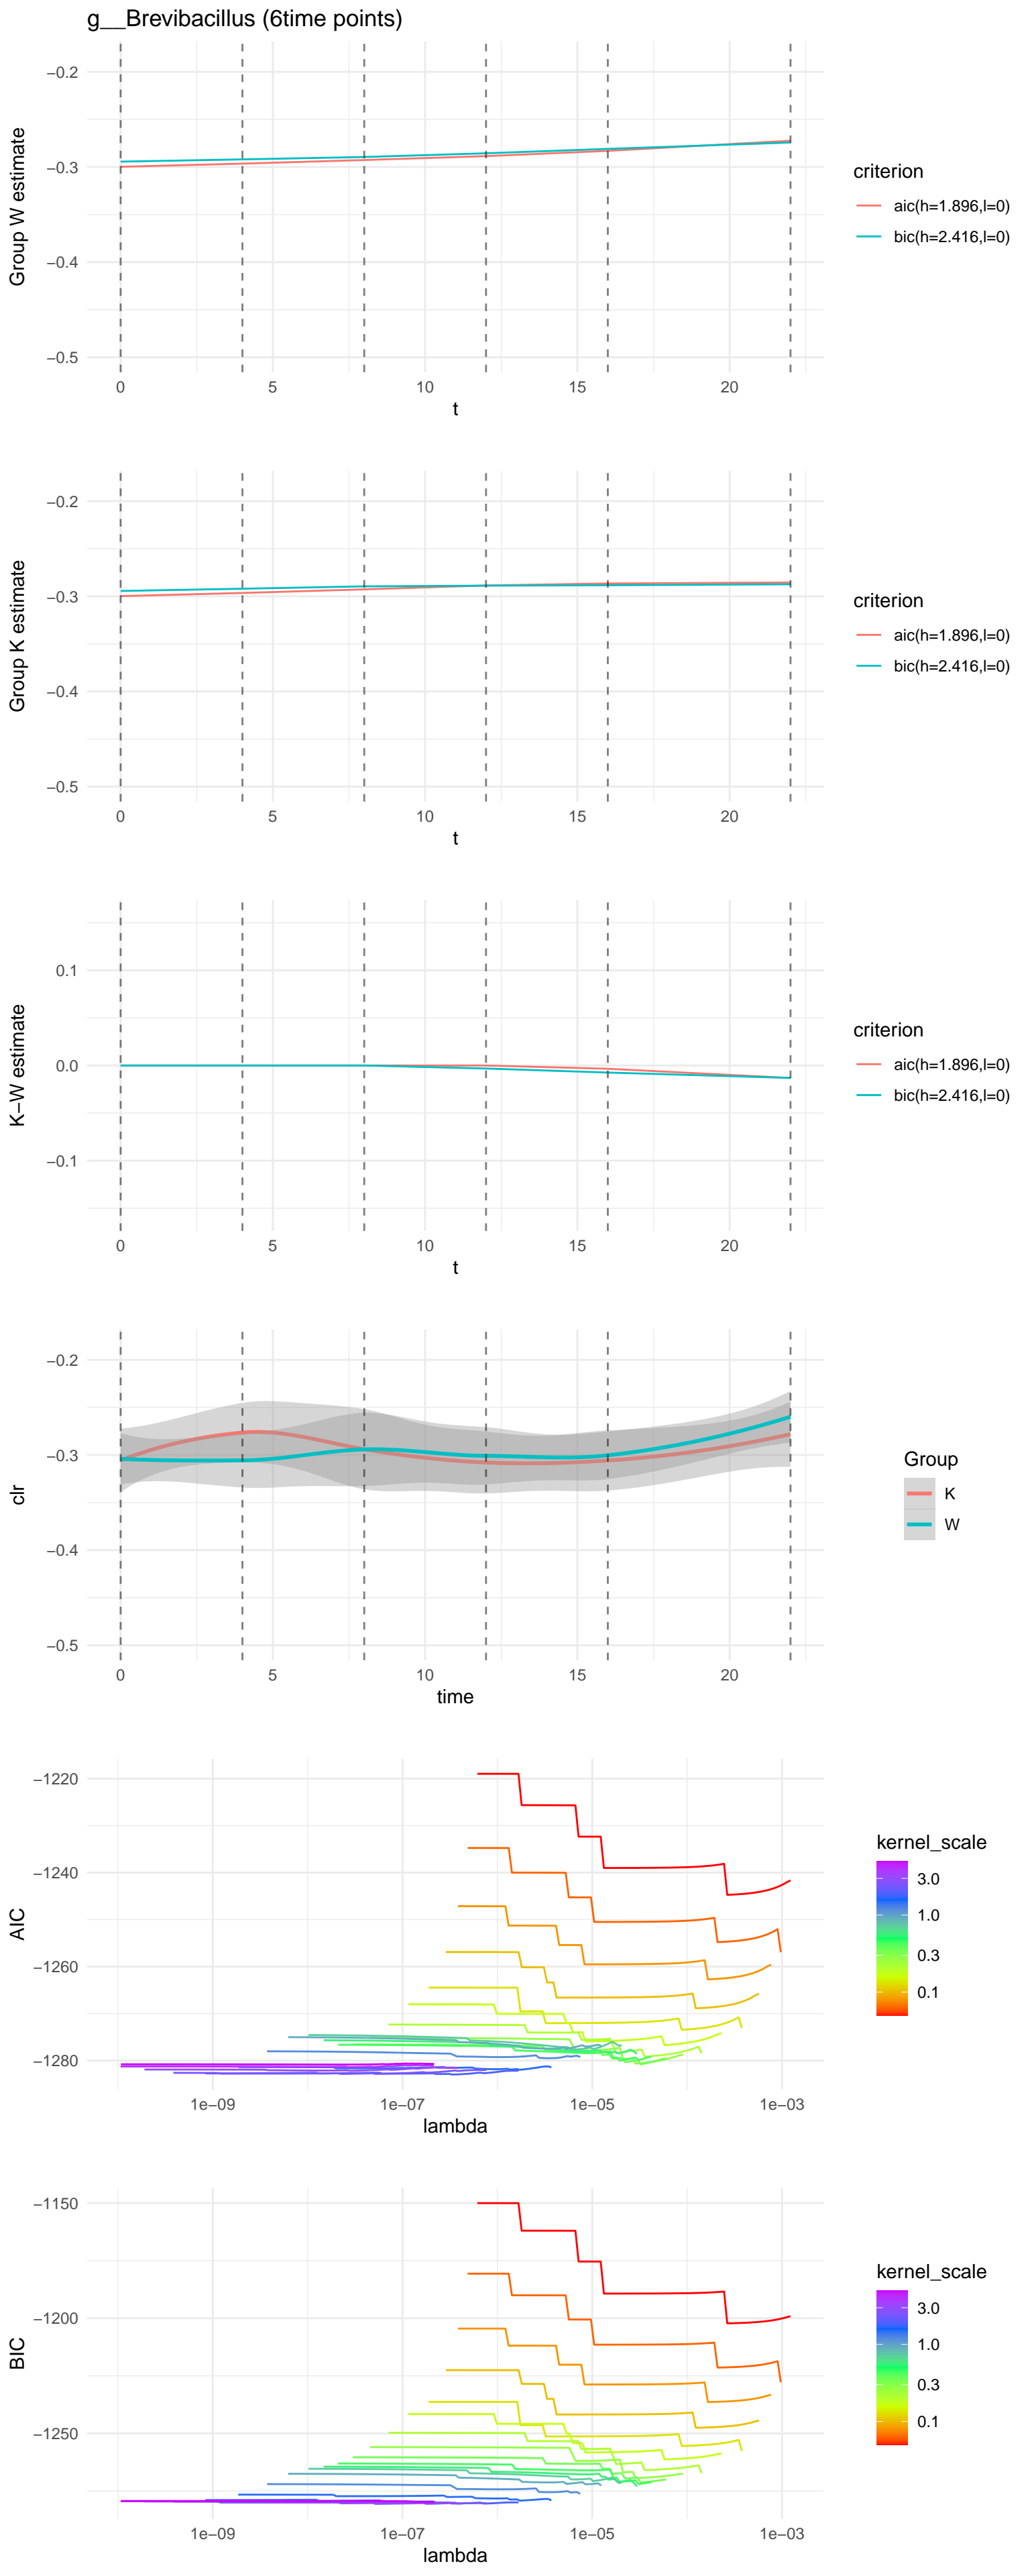 g__Brevibacillus (6time points)
−0.2
−0.3
−0.4
−0.5
Group W estimate
0 5 10 15 20
t
criterion
aic(h=1.896,l=0)
bic(h=2.416,l=0)
−0.2
−0.3
−0.4
−0.5
Group K estimate
0 5 10 15 20
t
criterion
aic(h=1.896,l=0)
bic(h=2.416,l=0)
0.1
0.0
−0.1
K−W estimate
0 5 10 15 20
t
criterion
aic(h=1.896,l=0)
bic(h=2.416,l=0)
−0.2
−0.3
−0.4
−0.5
clr
0 5 10 15 20
time
Group
K
W
−1220
−1240
−1260
−1280
AIC
1e−09 1e−07 1e−05 1e−03
lambda
kernel_scale
3.0
1.0
0.3
0.1
−1150
−1200
−1250
BIC
1e−09 1e−07 1e−05 1e−03
lambda
kernel_scale
3.0
1.0
0.3
0.1